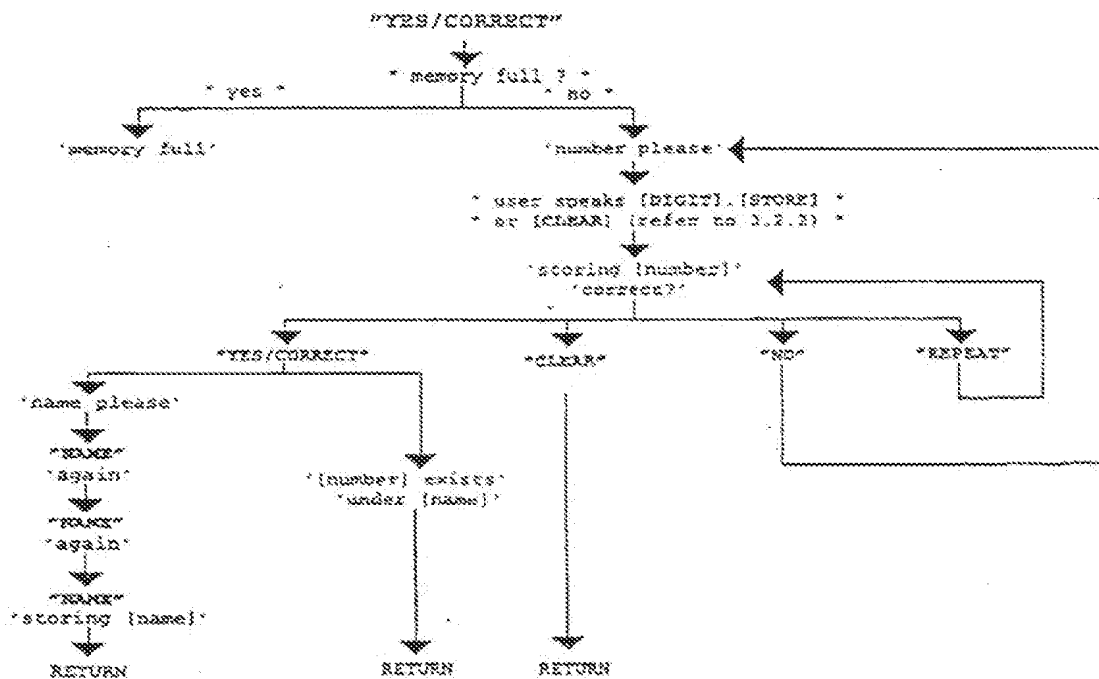 "YES/CORRECT"
* memory full ? *
* yes *
* no *
'memory full'
'number please'
* user speaks [DIGIT].[STORE] *
* or [CLEAR] (refer to 3.2.2) *
'storing {number}'
'correct?'
"YES/CORRECT"
"CLEAR"
"NO"
"REPEAT"
'name please'
"NAME"
'again'
'{number} exists'
'under {name}'
"NAME"
'again'
"NAME"
'storing {name}'
RETURN
RETURN
RETURN